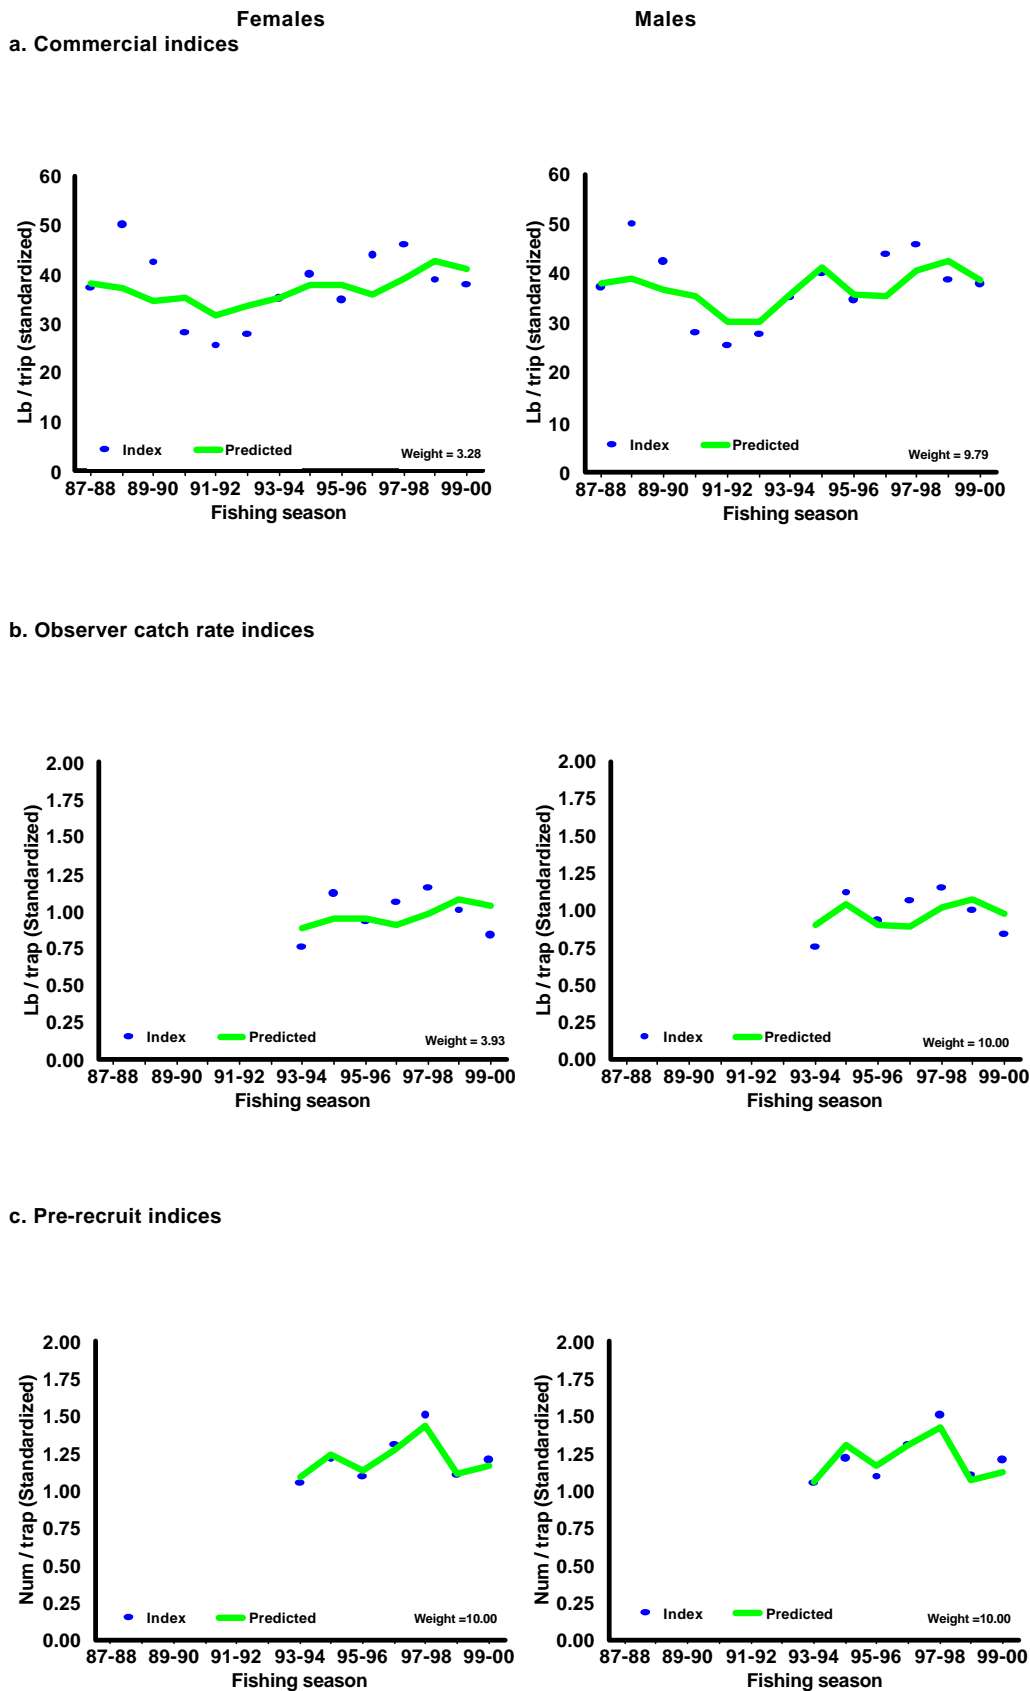 Females Males
a. Commercial indices
60
50
40
30
20
10
0
Lb / trip (standardized)
Index Predicted Weight = 3.28
87-88 89-90 91-92 93-94 95-96 97-98 99-00
Fishing season
60
50
40
30
20
10
0
Lb / trip (standardized)
Index Predicted Weight = 9.79
87-88 89-90 91-92 93-94 95-96 97-98 99-00
Fishing season
b. Observer catch rate indices
2.00
1.75
1.50
1.25
1.00
0.75
0.50
0.25
0.00
Lb / trap (Standardized)
Index Predicted Weight = 3.93
87-88 89-90 91-92 93-94 95-96 97-98 99-00
Fishing season
2.00
1.75
1.50
1.25
1.00
0.75
0.50
0.25
0.00
Lb / trap (Standardized)
Index Predicted Weight = 10.00
87-88 89-90 91-92 93-94 95-96 97-98 99-00
Fishing season
c. Pre-recruit indices
2.00
1.75
1.50
1.25
1.00
0.75
0.50
0.25
0.00
Num / trap (Standardized)
Index Predicted Weight =10.00
87-88 89-90 91-92 93-94 95-96 97-98 99-00
Fishing season
2.00
1.75
1.50
1.25
1.00
0.75
0.50
0.25
0.00
Num / trap (Standardized)
Index Predicted Weight =10.00
87-88 89-90 91-92 93-94 95-96 97-98 99-00
Fishing season